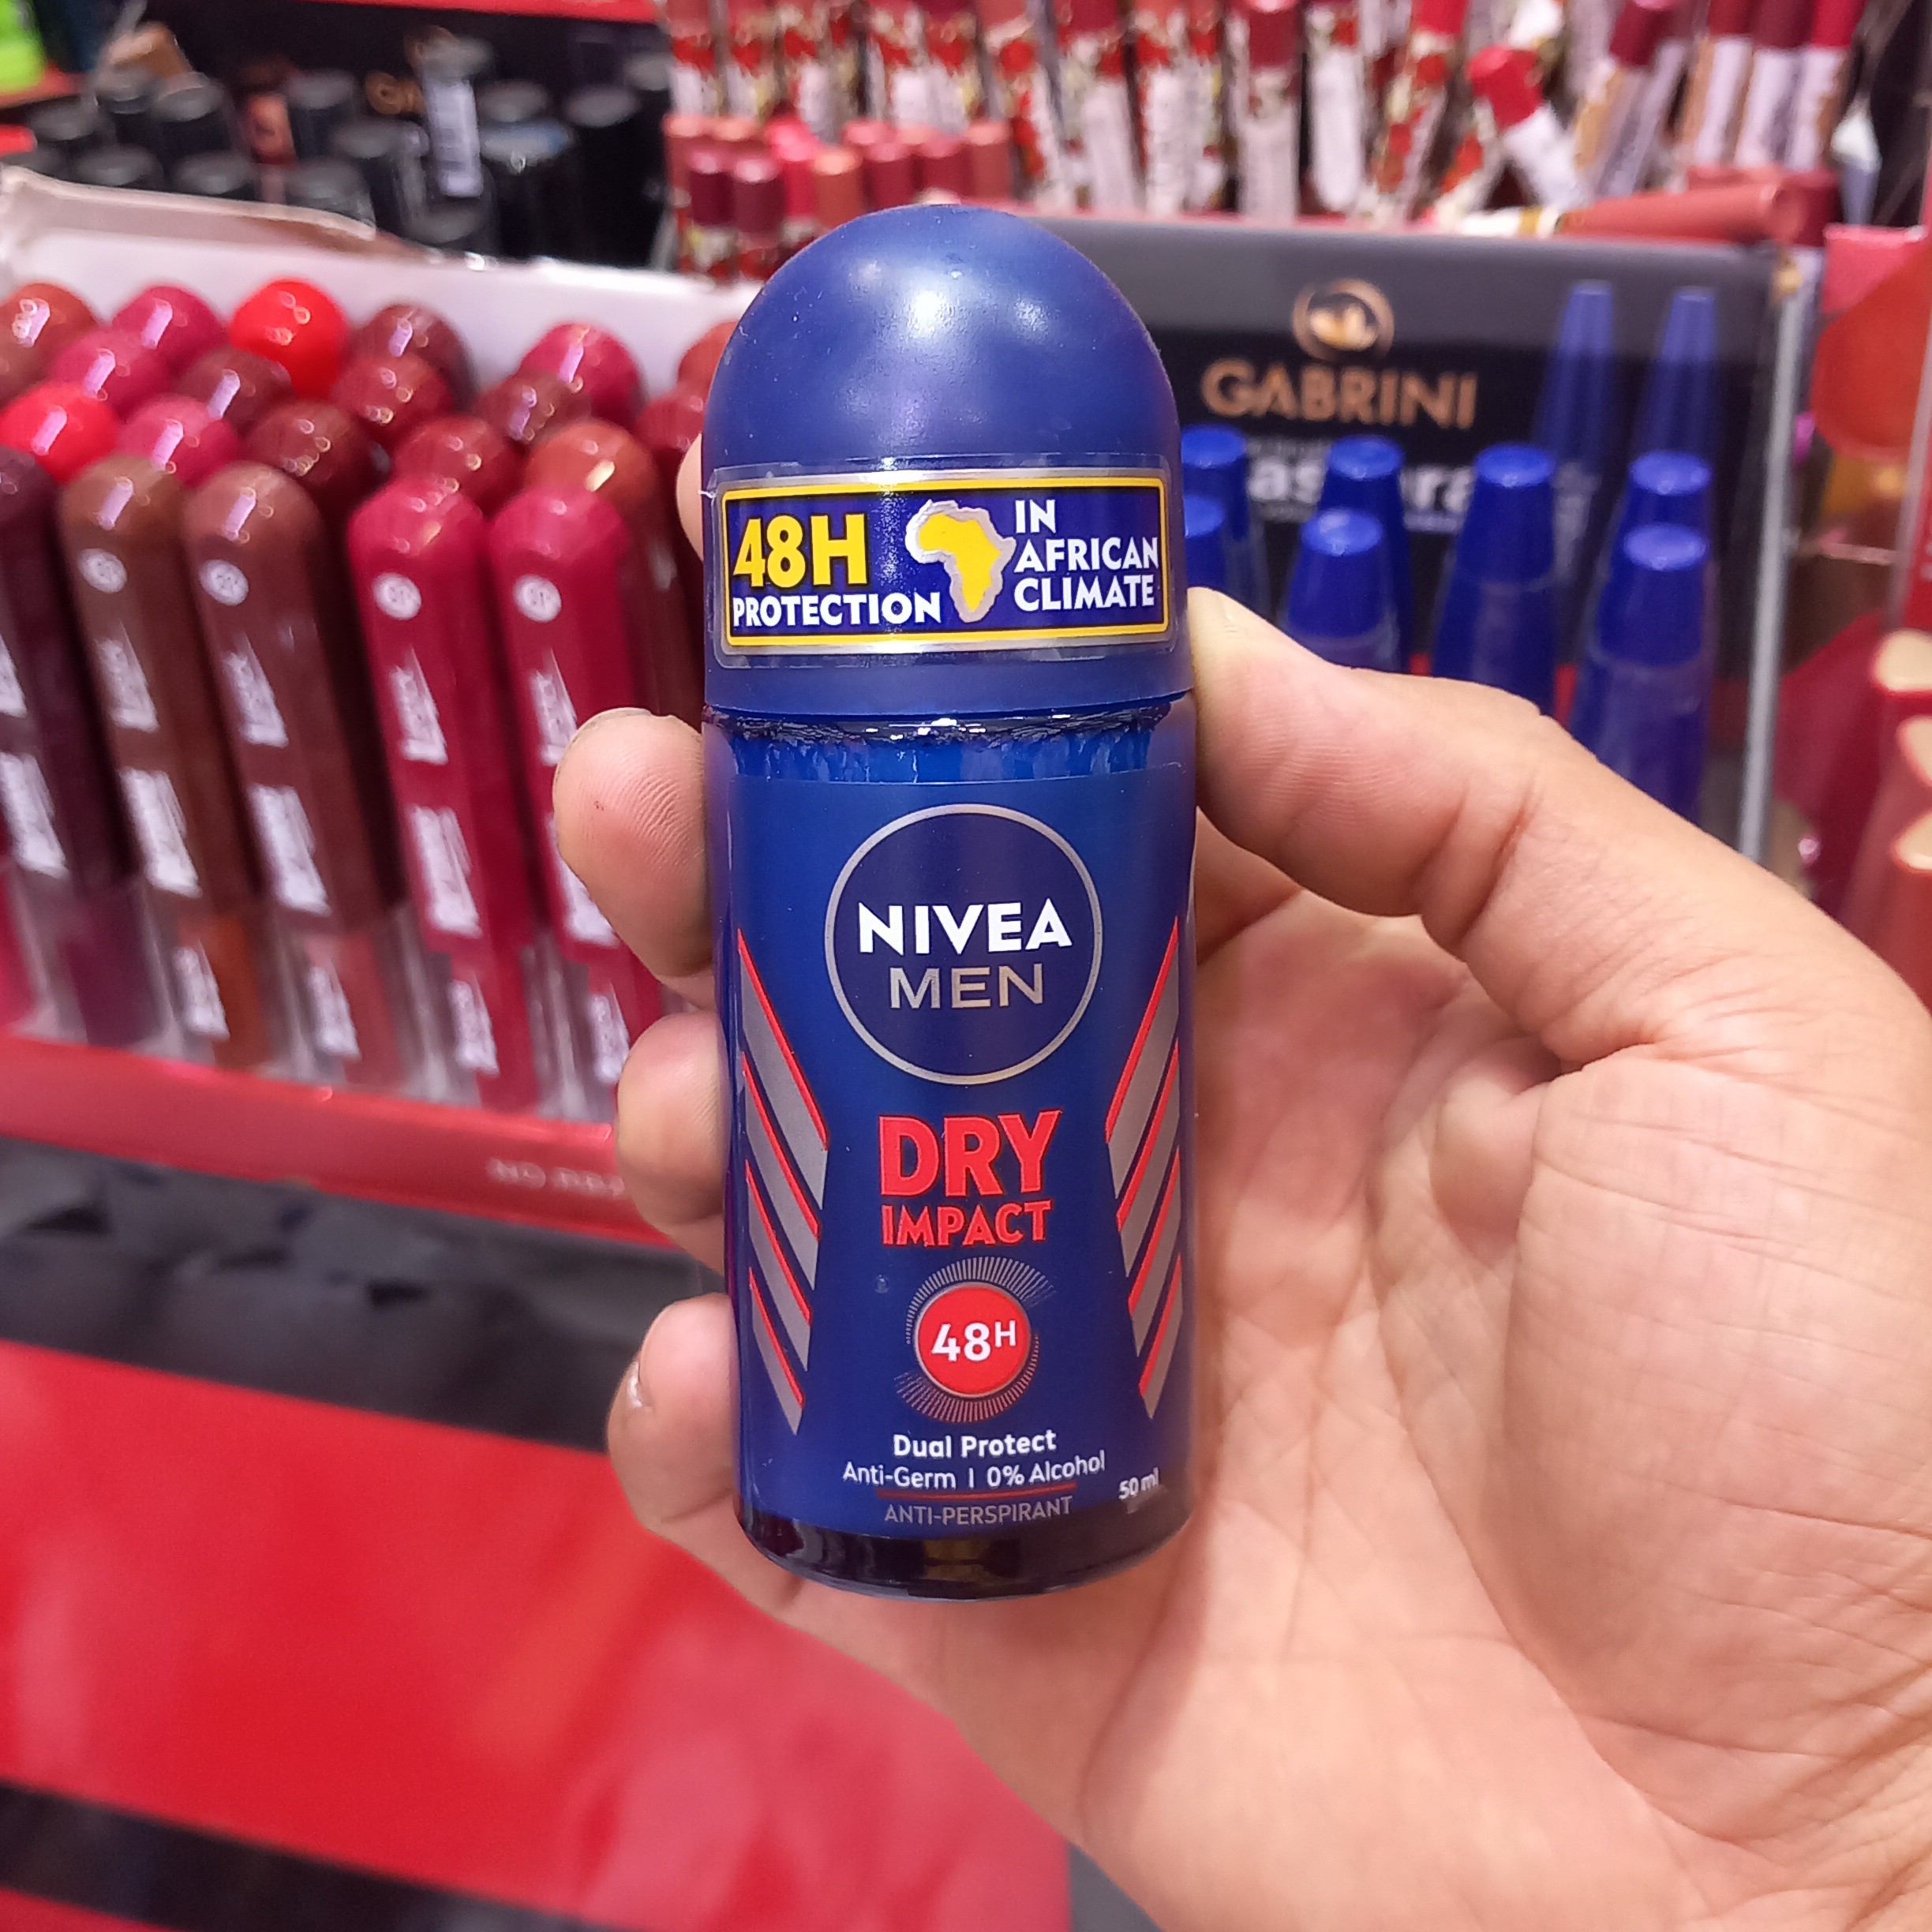 GABRINI
48H
PROTECTION
IN
AFRICAN
CLIMATE
NIVEA
MEN
DRY
IMPACT
48H
Dual Protect
Anti-Germ | 0% Alcohol
ANTI-PERSPIRANT
50 ml